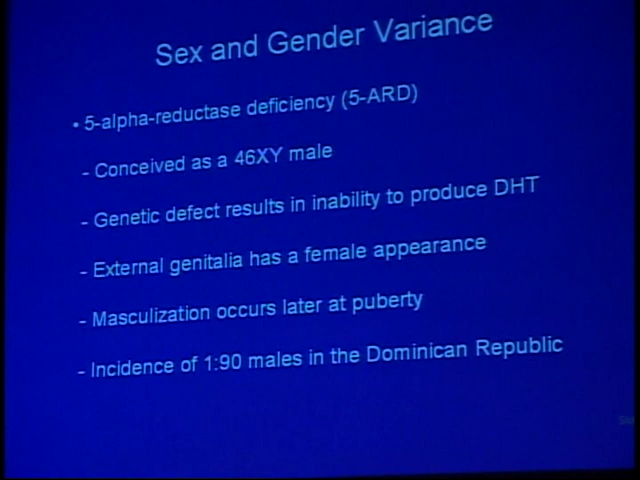 Sex and Gender Variance
• 5-alpha-reductase deficiency (5-ARD)
- Conceived as a 46XY male
- Genetic defect results in inability to produce DHT
- External genitalia has a female appearance
- Masculization occurs later at puberty
- Incidence of 1:90 males in the Dominican Republic